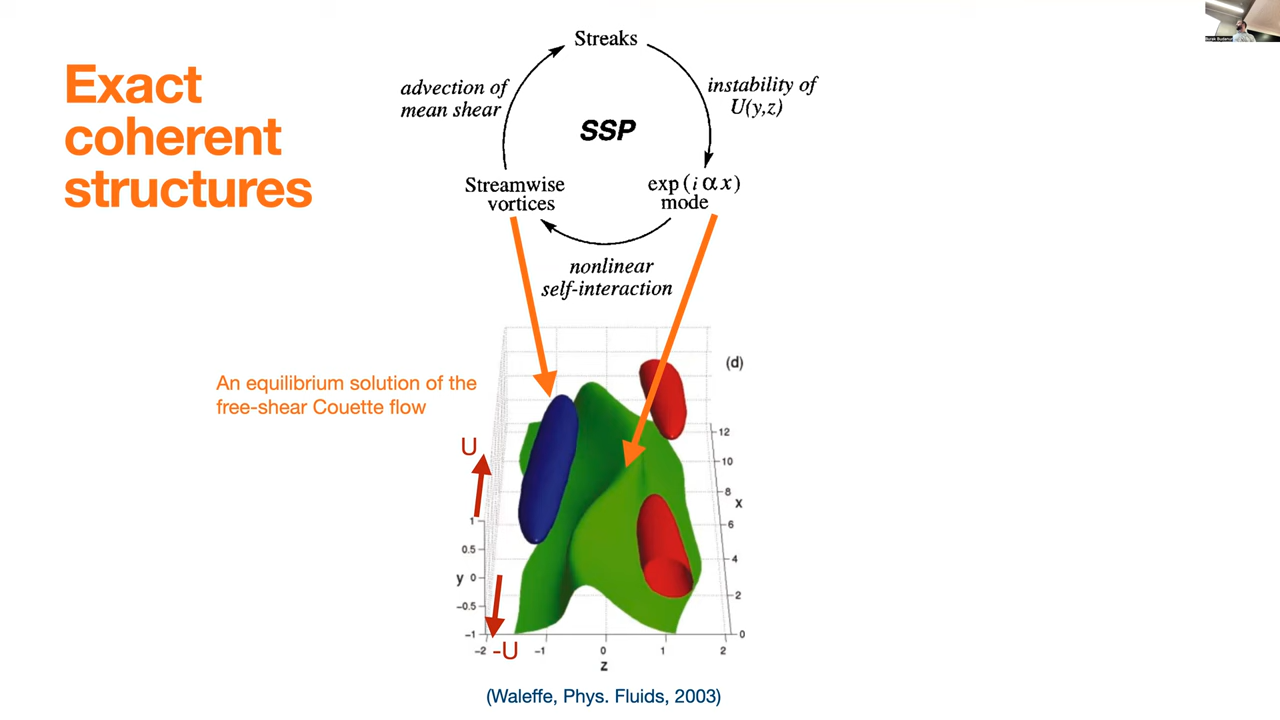 Exact
coherent
structures
Streaks
advection of
mean shear
instability of
U(y,z)
SSP
Streamwise
vortices
exp(iαx)
mode
nonlinear
self-interaction
An equilibrium solution of the
free-shear Couette flow
(d)
U
-U
1
0.5
y 0
-0.5
-1
-2
-1
0
1
2
z
12
10
8
x
6
4
2
0
(Waleffe, Phys. Fluids, 2003)